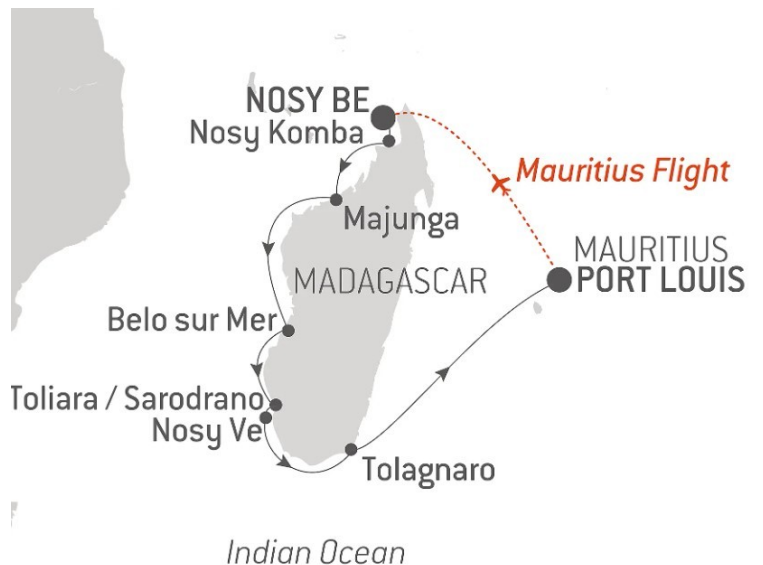 NOSY BE
Nosy Komba
Mauritius Flight
Majunga
MAURITIUS
PORT LOUIS
MADAGASCAR
Belo sur Mer
Toliara / Sarodrano
Nosy Ve
Tolagnaro
Indian Ocean